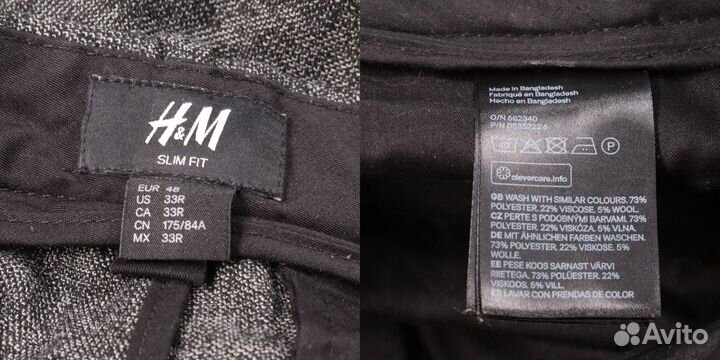 H&M
SLIM FIT
EUR 48
US 33R
CA 33R
CN 175/84A
MX 33R
Made in Bangladesh
Fabriqué en Bangladesh
Hecho en Bangladesh
O/N 682340
P/N
40
P
clevercare.info
GB WASH WITH SIMILAR COLOURS. 73%
POLYESTER, 22% VISCOSE, 5% WOOL.
CZ PERTE S PODOBNÝMI BARVAMI. 73%
POLYESTER, 22% VISKÓZA, 5% VLNA.
DE MIT ÄHNLICHEN FARBEN WASCHEN.
73% POLYESTER, 22% VISKOSE, 5%
WOLLE.
EE PESE KOOS SARNAST VÄRVI
RIIETEGA. 73% POLÜESTER, 22%
VISKOOS, 5% VILL.
ES LAVAR CON PRENDAS DE COLOR
Avito